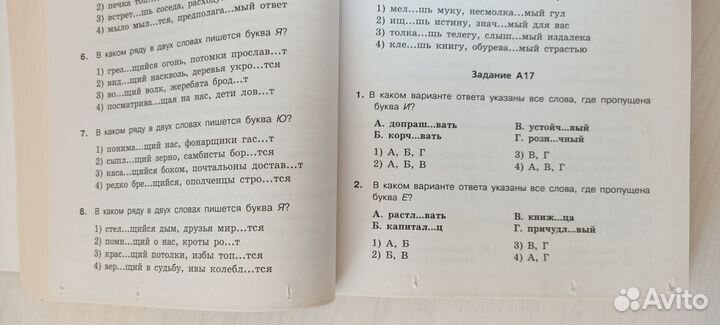 2) печка топ...
3) встрет...шь соседа, расходу
4) мыло мыл...тся, предполага...мый ответ
6. В каком ряду в двух словах пишется буква Я?
1) грез...щийся огонь, потомки прослав...т
2) вид...щий насквозь, деревья укро...тся
3) во...щий волк, жеребята брод...т
4) посматрива...щая на нас, дети лов...т
7. В каком ряду в двух словах пишется буква Ю?
1) понима...щий нас, фонарщики гас...т
2) сыпл...щий зерно, самбисты бор...тся
3) каса...щийся боком, почтальоны достав...т
4) редко бре...щийся, ополченцы стро...тся
8. В каком ряду в двух словах пишется буква Я?
1) стел...щийся дым, друзья мир...тся
2) помн...щий о нас, кроты ро...т
3) крас...щий потолки, избы топ...тся
4) вер...щий в судьбу, ивы колебл...тся
1) мел...шь муку, несмолка...мый гул
2) ищ...шь истину, знач...мый для вас
3) толка...шь телегу, слыш...мый издалека
4) кле...шь книгу, обурева...мый страстью
Задание А17
1. В каком варианте ответа указаны все слова, где пропущена
буква И?
А. допраш...вать В. устойч...вый
Б. корч...вать Г. розн...чный
1) А, Б, Г 3) В, Г
2) А, Б, В 4) А, В, Г
2. В каком варианте ответа указаны все слова, где пропущена
буква Е?
А. растл...вать В. книж...ца
Б. капитал...ц Г. причудл...вый
1) А, Б 3) В, Г
2) Б, В 4) А, Г
Avito